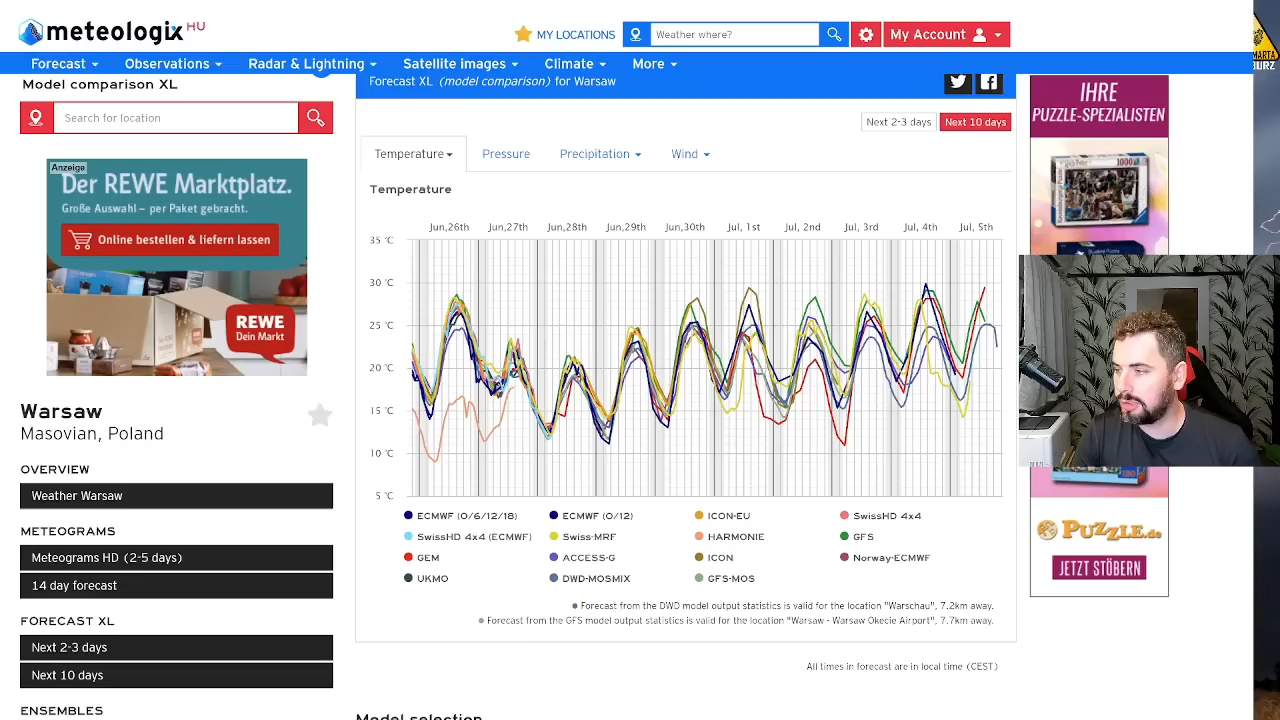 meteologix HU
MY LOCATIONS
Weather where?
My Account
Forecast
Observations
Radar & Lightning
Satellite images
Climate
More
MARTA
BURZ
Model comparison XL
Search for location
Forecast XL (model comparison) for Warsaw
Next 2-3 days
Next 10 days
Temperature
Pressure
Precipitation
Wind
Temperature
Jun,26th
Jun,27th
Jun,28th
Jun,29th
Jun,30th
Jul, 1st
Jul, 2nd
Jul, 3rd
Jul, 4th
Jul, 5th
35 °C
30 °C
25 °C
20 °C
15 °C
10 °C
5 °C
ECMWF (0/6/12/18)
ECMWF (0/12)
ICON-EU
SwissHD 4x4
SwissHD 4x4 (ECMWF)
Swiss-MRF
HARMONIE
GFS
GEM
ACCESS-G
ICON
Norway-ECMWF
UKMO
DWD-MOSMIX
GFS-MOS
Forecast from the DWD model output statistics is valid for the location "Warschau", 7.2km away.
Forecast from the GFS model output statistics is valid for the location "Warsaw - Warsaw Okecie Airport", 7.7km away.
All times in forecast are in local time (CEST)
Model selection
Anzeige
Der REWE Marktplatz.
Große Auswahl – per Paket gebracht.
Online bestellen & liefern lassen
REWE
Dein Markt
Warsaw
Masovian, Poland
OVERVIEW
Weather Warsaw
METEOGRAMS
Meteograms HD (2-5 days)
14 day forecast
FORECAST XL
Next 2-3 days
Next 10 days
ENSEMBLES
IHRE
PUZZLE-SPEZIALISTEN
1000
PUZZLE.de
JETZT STÖBERN